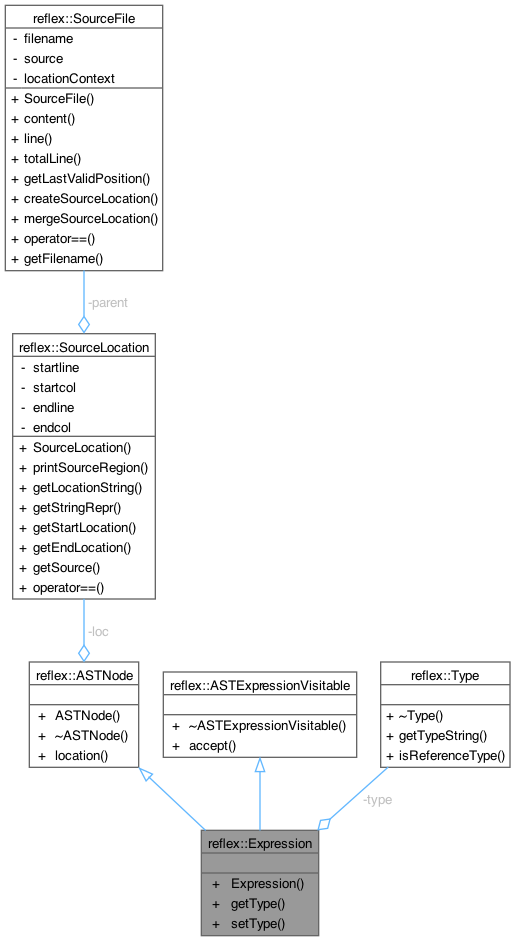 reflex::SourceFile
- filename
- source
- locationContext
+ SourceFile()
+ content()
+ line()
+ totalLine()
+ getLastValidPosition()
+ createSourceLocation()
+ mergeSourceLocation()
+ operator==()
+ getFilename()
-parent
reflex::SourceLocation
- startline
- startcol
- endline
- endcol
+ SourceLocation()
+ printSourceRegion()
+ getLocationString()
+ getStringRepr()
+ getStartLocation()
+ getEndLocation()
+ getSource()
+ operator==()
-loc
reflex::ASTNode
+ ASTNode()
+ ~ASTNode()
+ location()
reflex::ASTExpressionVisitable
+ ~ASTExpressionVisitable()
+ accept()
reflex::Type
+ ~Type()
+ getTypeString()
+ isReferenceType()
-type
reflex::Expression
+ Expression()
+ getType()
+ setType()